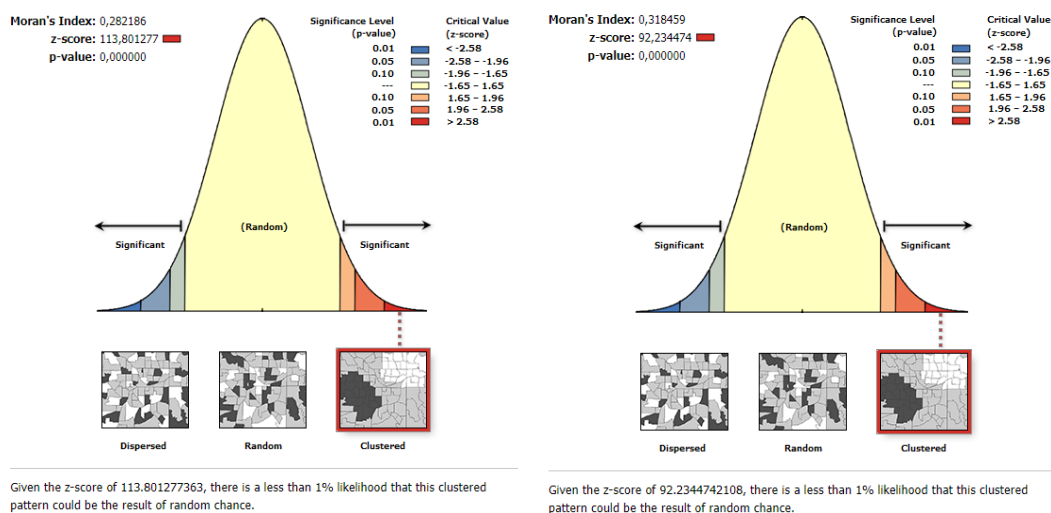 Moran's Index: 0,282186
z-score: 113,801277
p-value: 0,000000
Significance Level
(p-value)
Critical Value
(z-score)
0.01 < -2.58
0.05 -2.58 – -1.96
0.10 -1.96 – -1.65
--- -1.65 – 1.65
0.10 1.65 – 1.96
0.05 1.96 – 2.58
0.01 > 2.58
(Random)
Significant
Significant
Dispersed
Random
Clustered
Given the z-score of 113.801277363, there is a less than 1% likelihood that this clustered
pattern could be the result of random chance.
Moran's Index: 0,318459
z-score: 92,234474
p-value: 0,000000
Significance Level
(p-value)
Critical Value
(z-score)
0.01 < -2.58
0.05 -2.58 – -1.96
0.10 -1.96 – -1.65
--- -1.65 – 1.65
0.10 1.65 – 1.96
0.05 1.96 – 2.58
0.01 > 2.58
(Random)
Significant
Significant
Dispersed
Random
Clustered
Given the z-score of 92.2344742108, there is a less than 1% likelihood that this clustered
pattern could be the result of random chance.